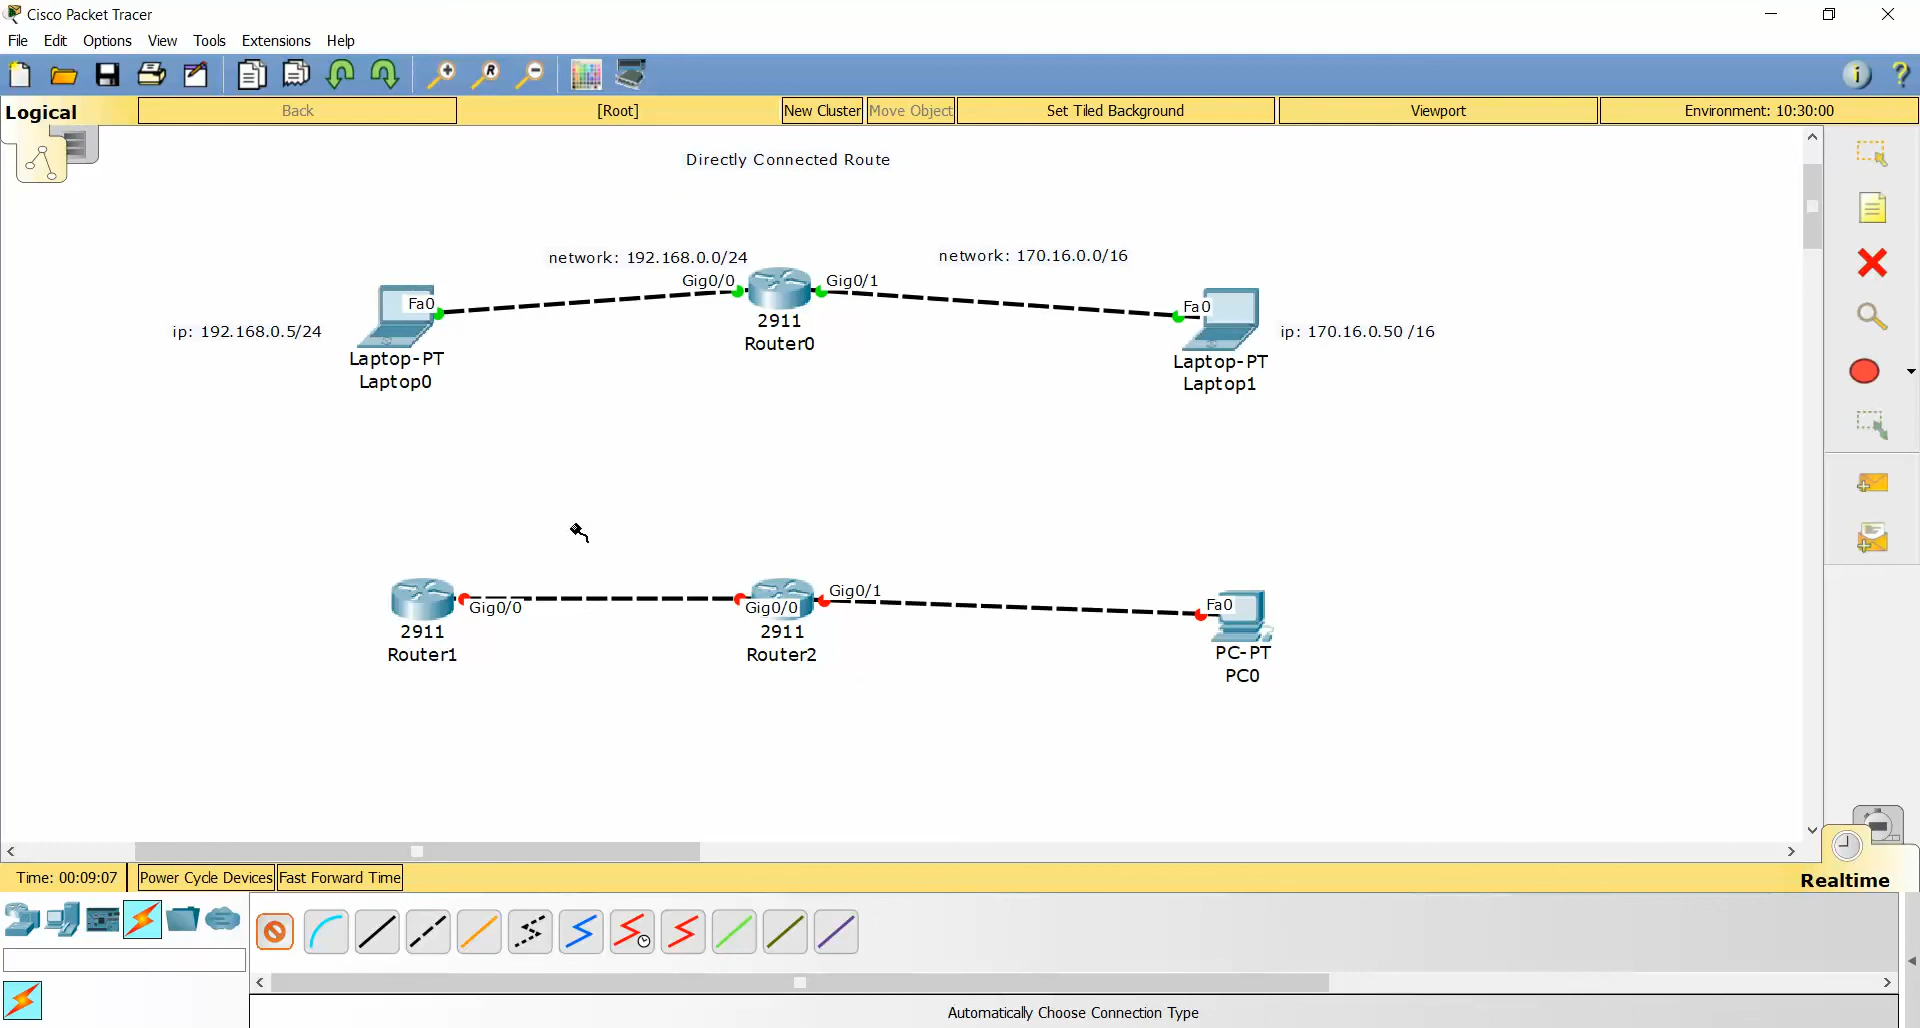 Cisco Packet Tracer
File Edit Options View Tools Extensions Help
Logical Back [Root] New Cluster Move Object Set Tiled Background Viewport Environment: 10:30:00
Directly Connected Route
network: 192.168.0.0/24 network: 170.16.0.0/16
Gig0/0 Gig0/1
Fa0 Fa0
2911
Router0
ip: 192.168.0.5/24 ip: 170.16.0.50 /16
Laptop-PT Laptop-PT
Laptop0 Laptop1
Gig0/0 Gig0/0 Gig0/1 Fa0
2911 2911 PC-PT
Router1 Router2 PC0
Time: 00:09:07 Power Cycle Devices Fast Forward Time Realtime
Automatically Choose Connection Type